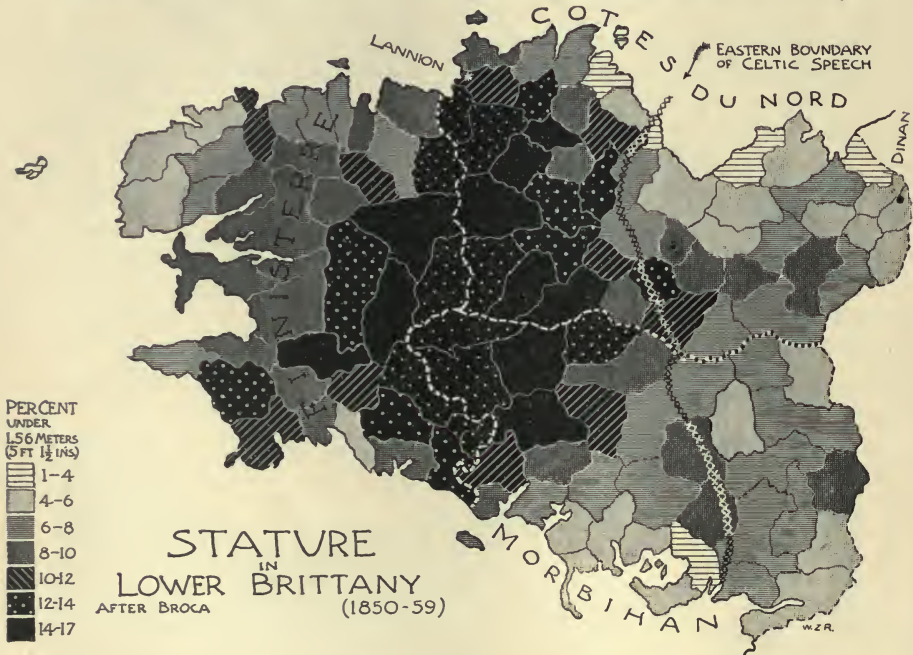 COTES DU NORD
LANNION
EASTERN BOUNDARY
OF CELTIC SPEECH
DINAN
FINISTERRE
PER CENT
UNDER
1.56 METERS
(5 FT 1½ INS)
1-4
4-6
6-8
8-10
10-12
12-14
14-17
STATURE
IN
LOWER BRITTANY
AFTER BROCA (1850-59)
MORBIHAN
W.Z.R.